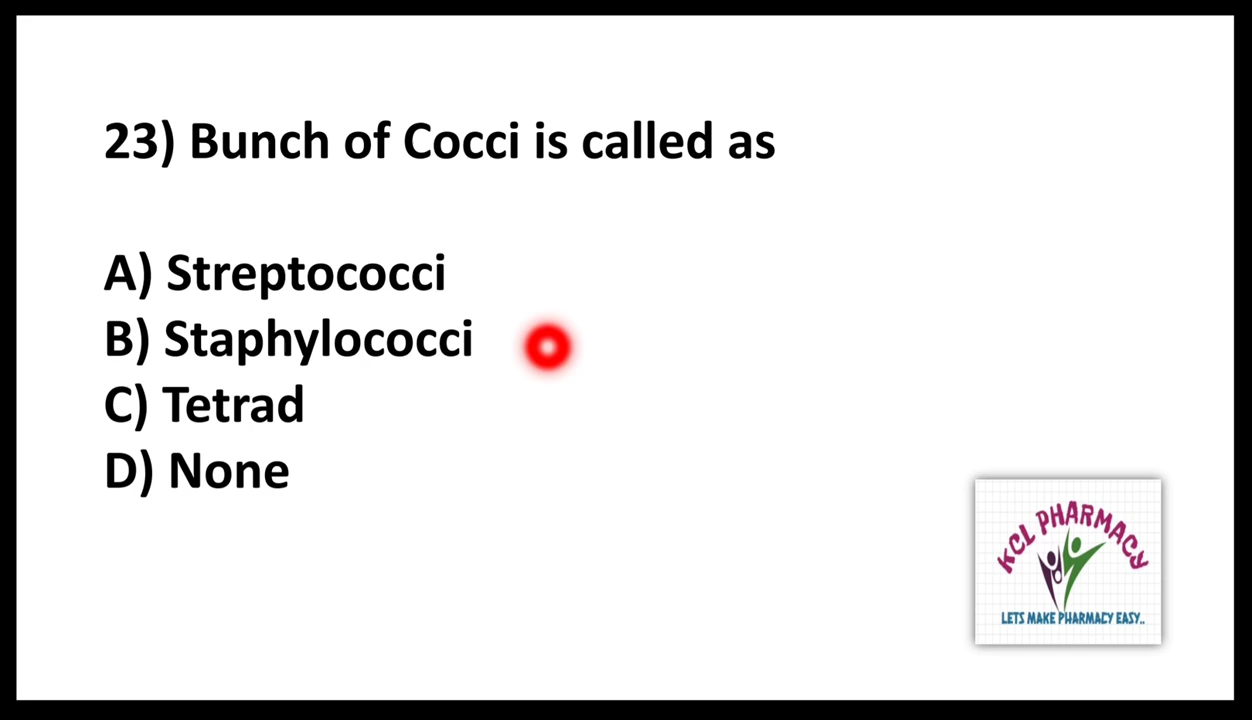 23) Bunch of Cocci is called as
A) Streptococci
B) Staphylococci
C) Tetrad
D) None
KCL PHARMACY
LETS MAKE PHARMACY EASY..